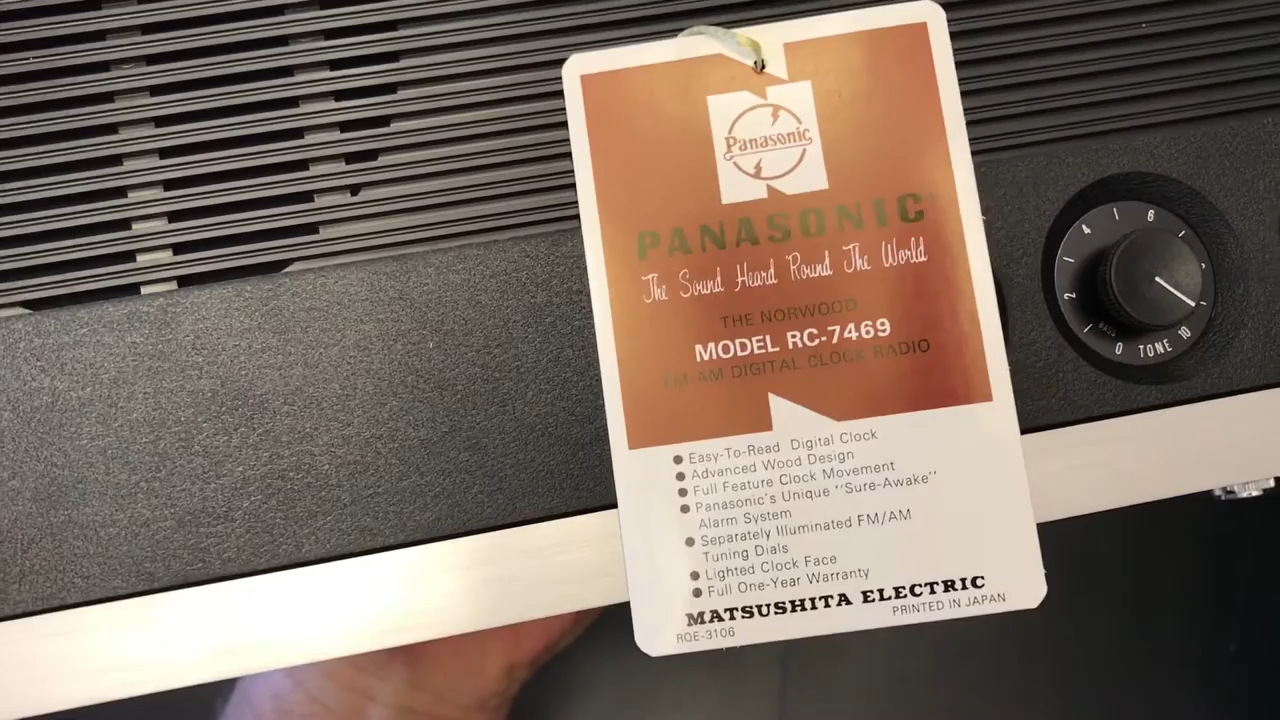 Panasonic
PANASONIC
The Sound Heard 'Round The World
THE NORWOOD
MODEL RC-7469
FM-AM DIGITAL CLOCK RADIO
● Easy-To-Read Digital Clock
● Advanced Wood Design
● Full Feature Clock Movement
● Panasonic's Unique "Sure-Awake"
Alarm System
● Separately Illuminated FM/AM
Tuning Dials
● Lighted Clock Face
● Full One-Year Warranty
MATSUSHITA ELECTRIC
RQE-3106 PRINTED IN JAPAN
0 2 4 6 10
BASS
TONE